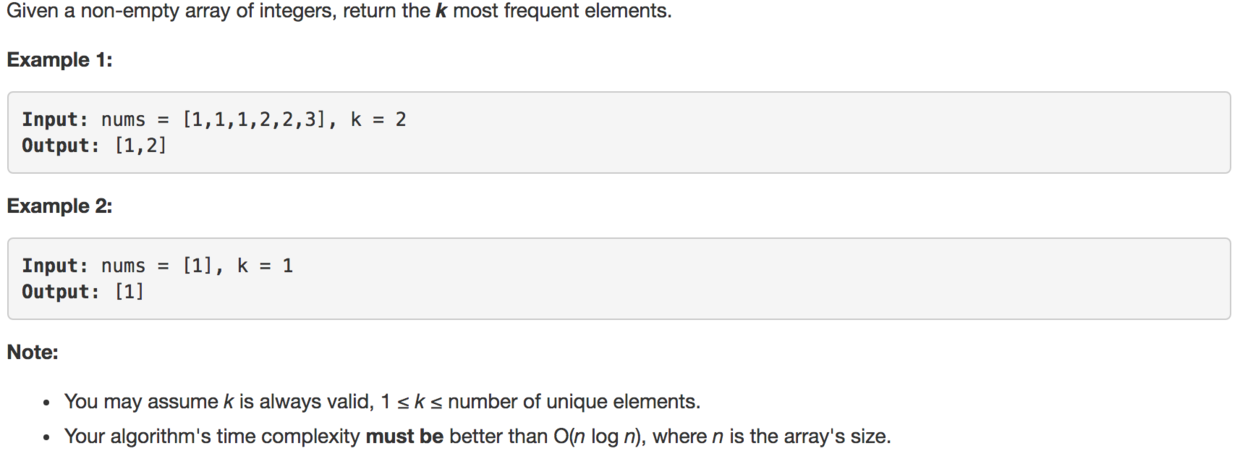 Given a non-empty array of integers, return the k most frequent elements.
Example 1:
Input: nums = [1,1,1,2,2,3], k = 2
Output: [1,2]
Example 2:
Input: nums = [1], k = 1
Output: [1]
Note:
• You may assume k is always valid, 1 ≤ k ≤ number of unique elements.
• Your algorithm's time complexity must be better than O(n log n), where n is the array's size.